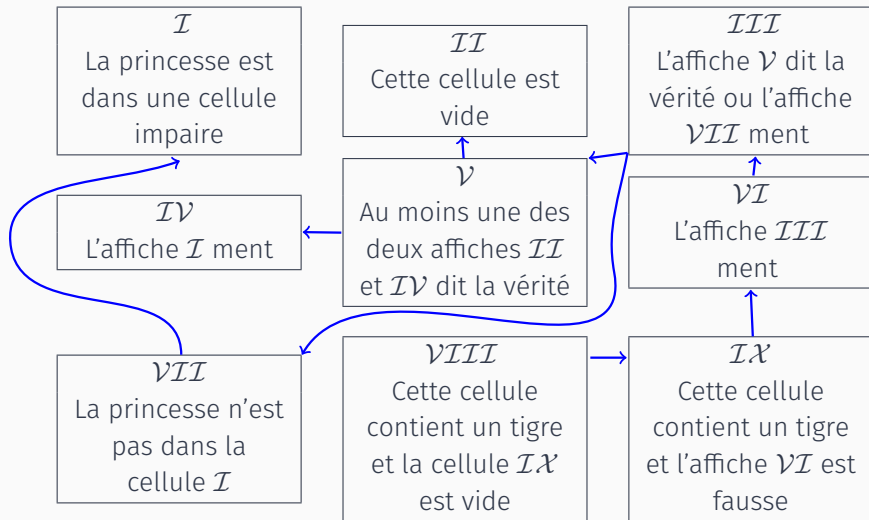 I
La princesse est
dans une cellule
impaire
II
Cette cellule est
vide
III
L'affiche V dit la
vérité ou l'affiche
VII ment
IV
L'affiche I ment
V
Au moins une des
deux affiches II
et IV dit la vérité
VI
L'affiche III
ment
VII
La princesse n'est
pas dans la
cellule I
VIII
Cette cellule
contient un tigre
et la cellule IX
est vide
IX
Cette cellule
contient un tigre
et l'affiche VI est
fausse